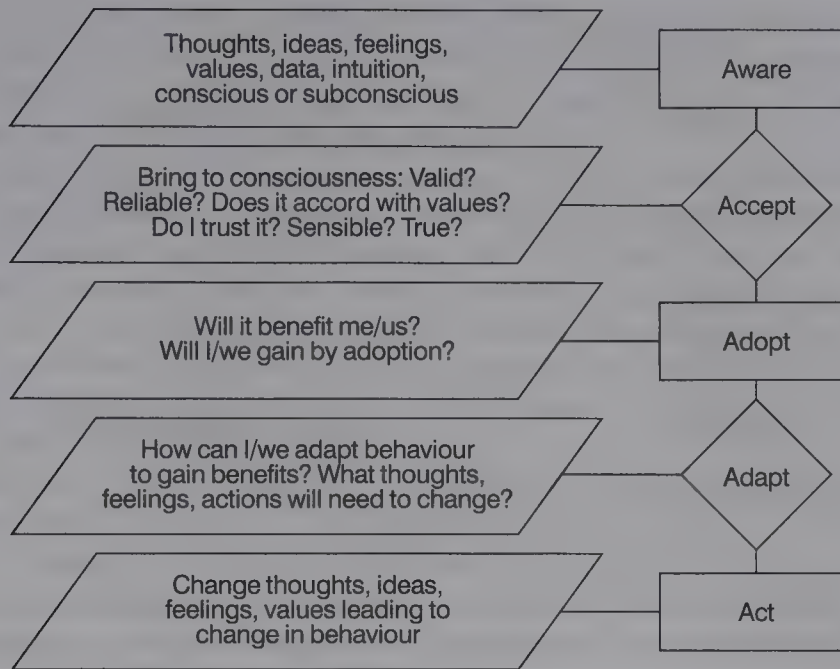 Thoughts, ideas, feelings,
values, data, intuition,
conscious or subconscious
Aware
Bring to consciousness: Valid?
Reliable? Does it accord with values?
Do I trust it? Sensible? True?
Accept
Will it benefit me/us?
Will I/we gain by adoption?
Adopt
How can I/we adapt behaviour
to gain benefits? What thoughts,
feelings, actions will need to change?
Adapt
Change thoughts, ideas,
feelings, values leading to
change in behaviour
Act